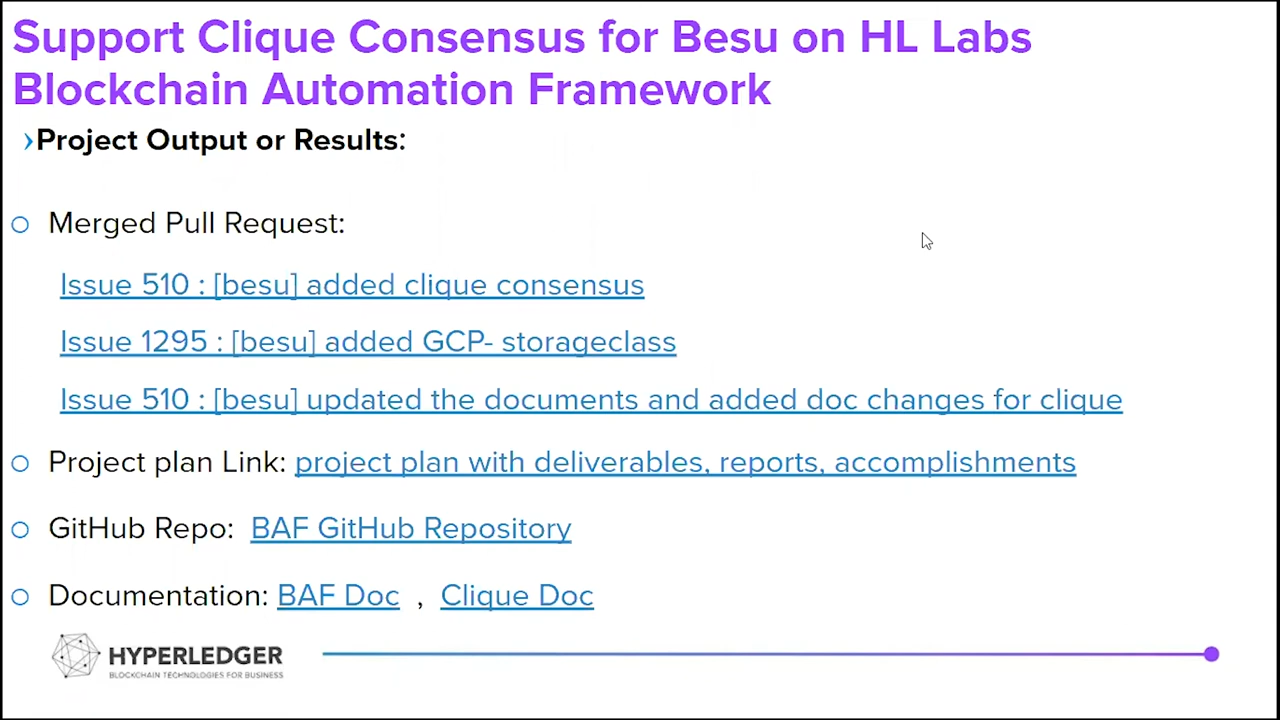 Support Clique Consensus for Besu on HL Labs
Blockchain Automation Framework
›Project Output or Results:
Merged Pull Request:
Issue 510 : [besu] added clique consensus
Issue 1295 : [besu] added GCP- storageclass
Issue 510 : [besu] updated the documents and added doc changes for clique
Project plan Link: project plan with deliverables, reports, accomplishments
GitHub Repo: BAF GitHub Repository
Documentation: BAF Doc , Clique Doc
HYPERLEDGER
BLOCKCHAIN TECHNOLOGIES FOR BUSINESS